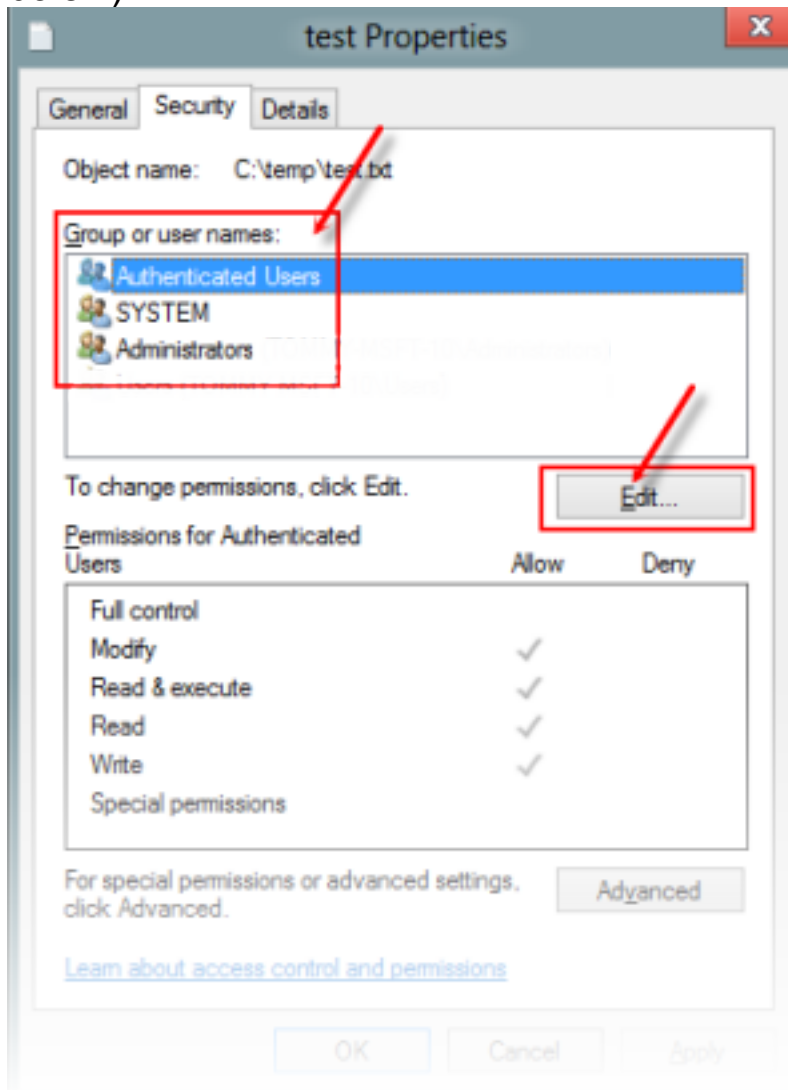 test Properties
x
General Security Details
Object name: C:\temp\test.txt
Group or user names:
Authenticated Users
SYSTEM
Administrators
To change permissions, click Edit.
Edit...
Permissions for Authenticated
Users Allow Deny
Full control
Modify
Read & execute
Read
Write
Special permissions
For special permissions or advanced settings,
click Advanced.
Advanced
Learn about access control and permissions
OK Cancel Apply